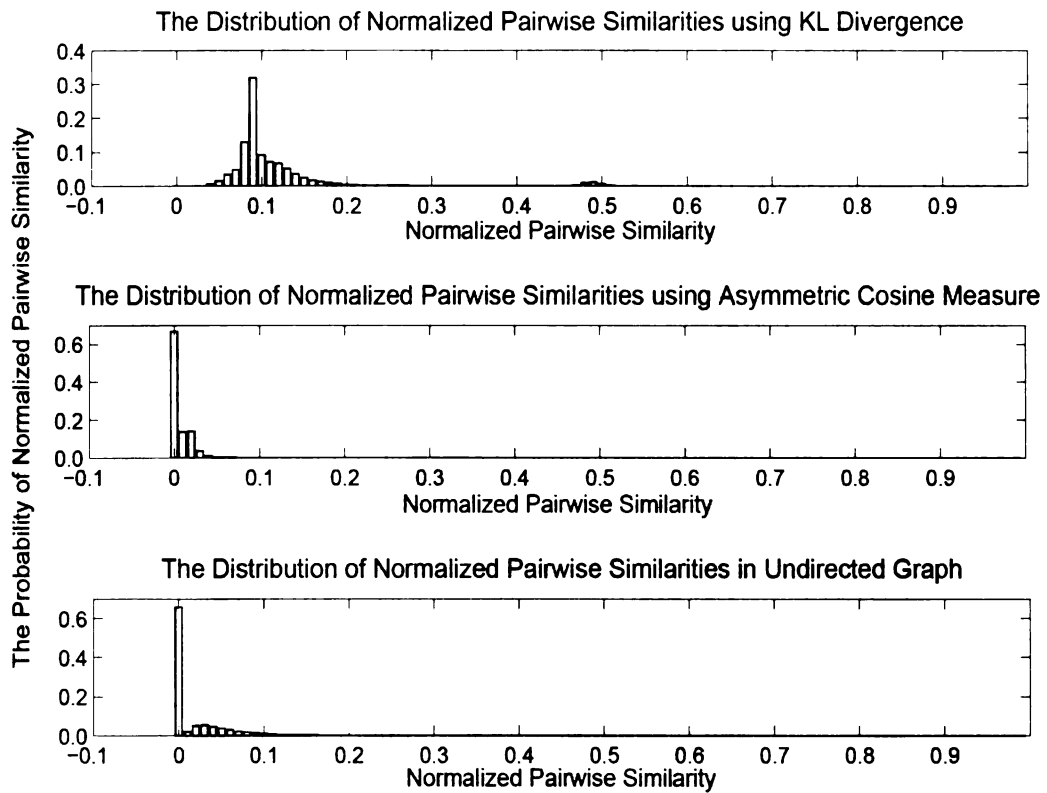 The Distribution of Normalized Pairwise Similarities using KL Divergence
0.4
0.3
0.2
0.1
0.0
−0.1 0 0.1 0.2 0.3 0.4 0.5 0.6 0.7 0.8 0.9
Normalized Pairwise Similarity
The Probability of Normalized Pairwise Similarity
The Distribution of Normalized Pairwise Similarities using Asymmetric Cosine Measure
0.6
0.4
0.2
0.0
−0.1 0 0.1 0.2 0.3 0.4 0.5 0.6 0.7 0.8 0.9
Normalized Pairwise Similarity
The Distribution of Normalized Pairwise Similarities in Undirected Graph
0.6
0.4
0.2
0.0
−0.1 0 0.1 0.2 0.3 0.4 0.5 0.6 0.7 0.8 0.9
Normalized Pairwise Similarity